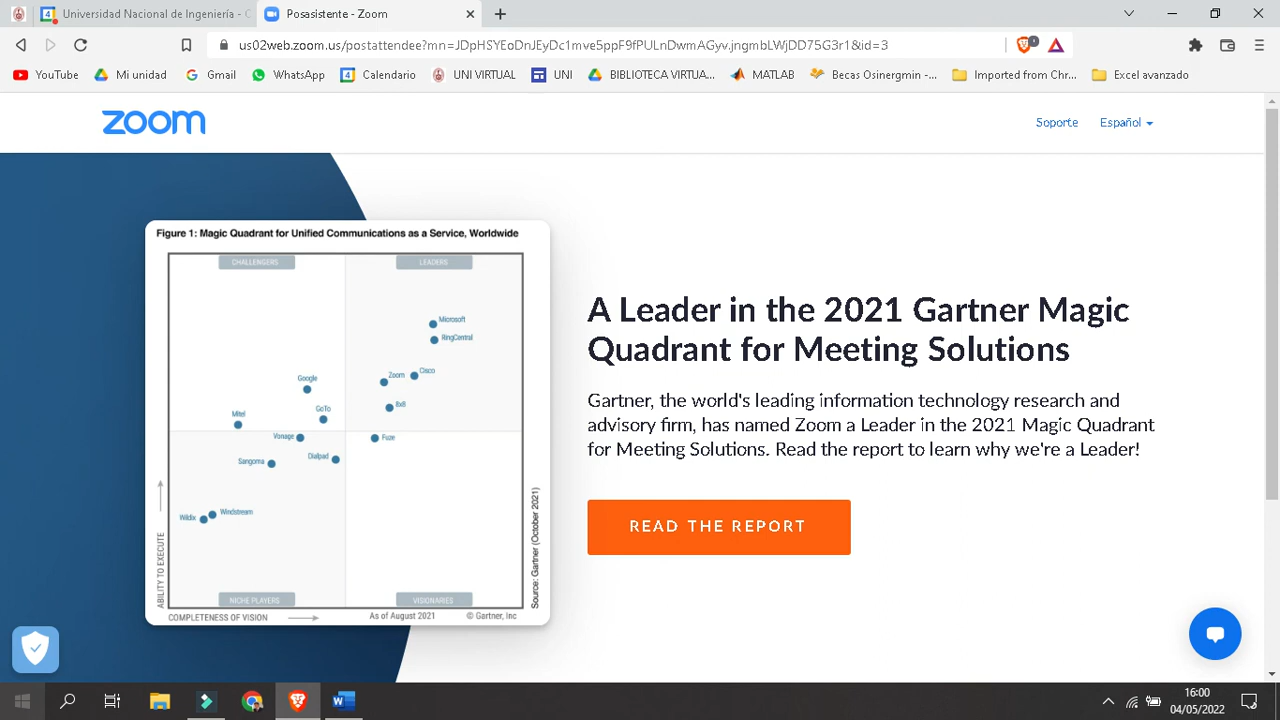 Universidad Nacional de Ingeniería - C
Posasistente - Zoom
us02web.zoom.us/postattendee?mn=JDpHSYEoDnJEyDc1mve5ppF9fPULnDwmAGyv.jngmbLWjDD75G3r1&id=3
YouTube
Mi unidad
Gmail
WhatsApp
Calendario
UNI VIRTUAL
UNI
BIBLIOTECA VIRTUA...
MATLAB
Becas Osinergmin -...
Imported from Chr...
Excel avanzado
zoom
Soporte
Español
Figure 1: Magic Quadrant for Unified Communications as a Service, Worldwide
CHALLENGERS
LEADERS
Microsoft
RingCentral
Zoom
Cisco
Google
8x8
GoTo
Mitel
Vonage
Fuze
Sangoma
Dialpad
Wildix
Windstream
ABILITY TO EXECUTE
Source: Gartner (October 2021)
NICHE PLAYERS
VISIONARIES
COMPLETENESS OF VISION
As of August 2021
© Gartner, Inc
A Leader in the 2021 Gartner Magic
Quadrant for Meeting Solutions
Gartner, the world's leading information technology research and
advisory firm, has named Zoom a Leader in the 2021 Magic Quadrant
for Meeting Solutions. Read the report to learn why we're a Leader!
READ THE REPORT
16:00
04/05/2022